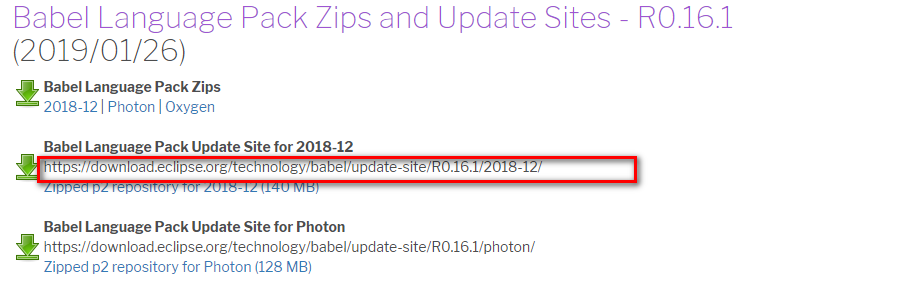 Babel Language Pack Zips and Update Sites - R0.16.1
(2019/01/26)
Babel Language Pack Zips
2018-12 | Photon | Oxygen
Babel Language Pack Update Site for 2018-12
https://download.eclipse.org/technology/babel/update-site/R0.16.1/2018-12/
Zipped p2 repository for 2018-12 (140 MB)
Babel Language Pack Update Site for Photon
https://download.eclipse.org/technology/babel/update-site/R0.16.1/photon/
Zipped p2 repository for Photon (128 MB)